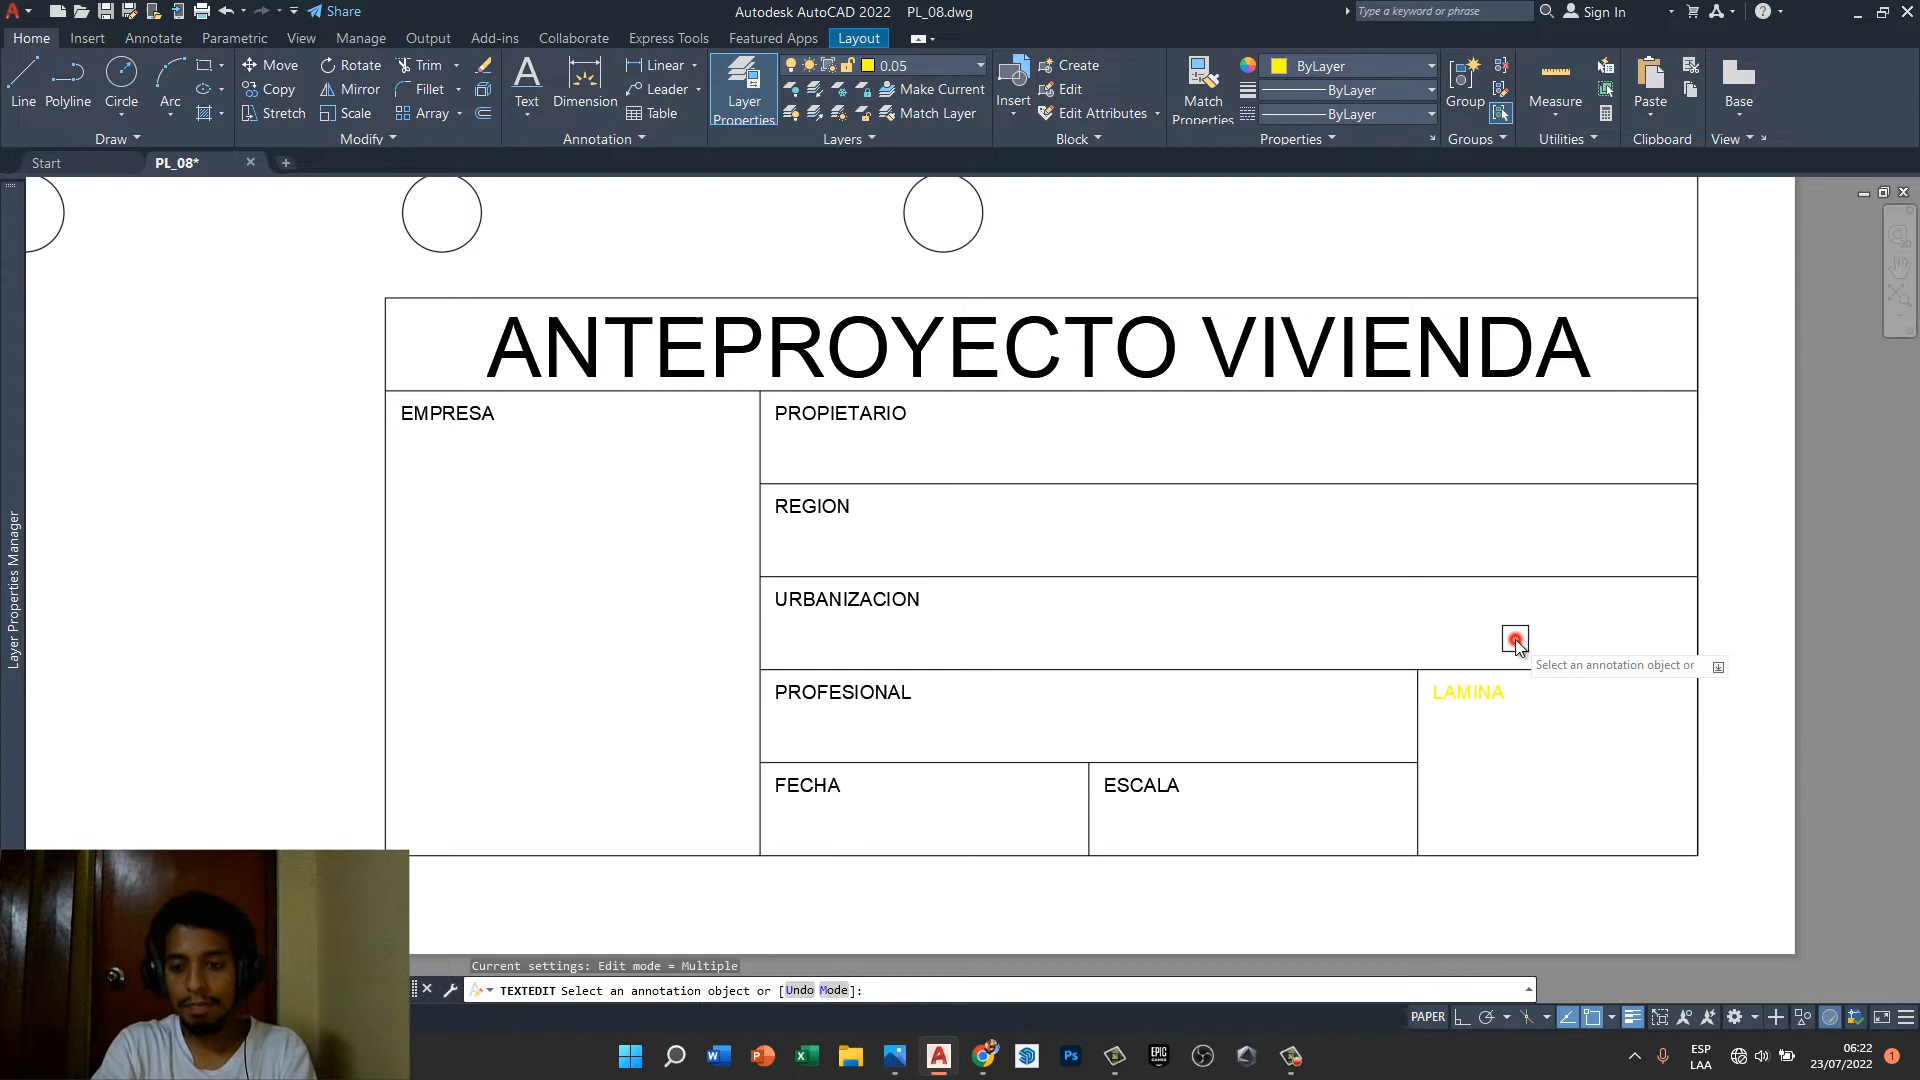 Share
Autodesk AutoCAD 2022 PL_08.dwg
Type a keyword or phrase
Sign In
Home Insert Annotate Parametric View Manage Output Add-ins Collaborate Express Tools Featured Apps Layout
Line Polyline Circle Arc
Move Rotate Trim
Copy Mirror Fillet
Stretch Scale Array
Text Dimension
Linear
Leader
Table
Layer Properties
0.05
Make Current
Match Layer
Insert
Create
Edit
Edit Attributes
Match Properties
ByLayer
ByLayer
ByLayer
Group Measure Paste Base
Draw Modify Annotation Layers Block Properties Groups Utilities Clipboard View
Start PL_08*
Layer Properties Manager
ANTEPROYECTO VIVIENDA
EMPRESA PROPIETARIO
REGION
URBANIZACION
Select an annotation object or
PROFESIONAL LAMINA
FECHA ESCALA
Current settings: Edit mode = Multiple
TEXTEDIT Select an annotation object or [Undo Mode]:
PAPER
ESP
LAA
06:22
23/07/2022
1